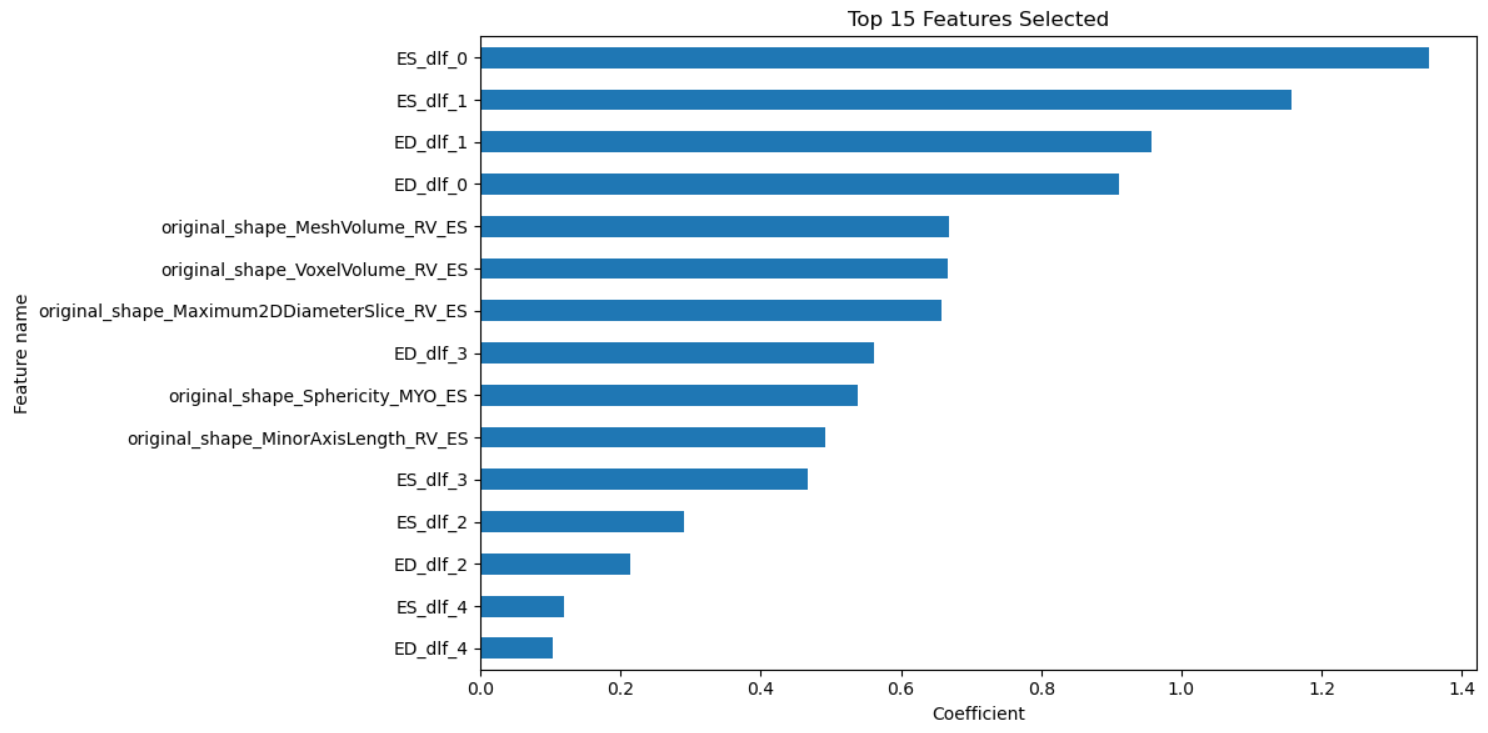 Top 15 Features Selected
Feature name
ES_dlf_0
ES_dlf_1
ED_dlf_1
ED_dlf_0
original_shape_MeshVolume_RV_ES
original_shape_VoxelVolume_RV_ES
original_shape_Maximum2DDiameterSlice_RV_ES
ED_dlf_3
original_shape_Sphericity_MYO_ES
original_shape_MinorAxisLength_RV_ES
ES_dlf_3
ES_dlf_2
ED_dlf_2
ES_dlf_4
ED_dlf_4
0.0 0.2 0.4 0.6 0.8 1.0 1.2 1.4
Coefficient